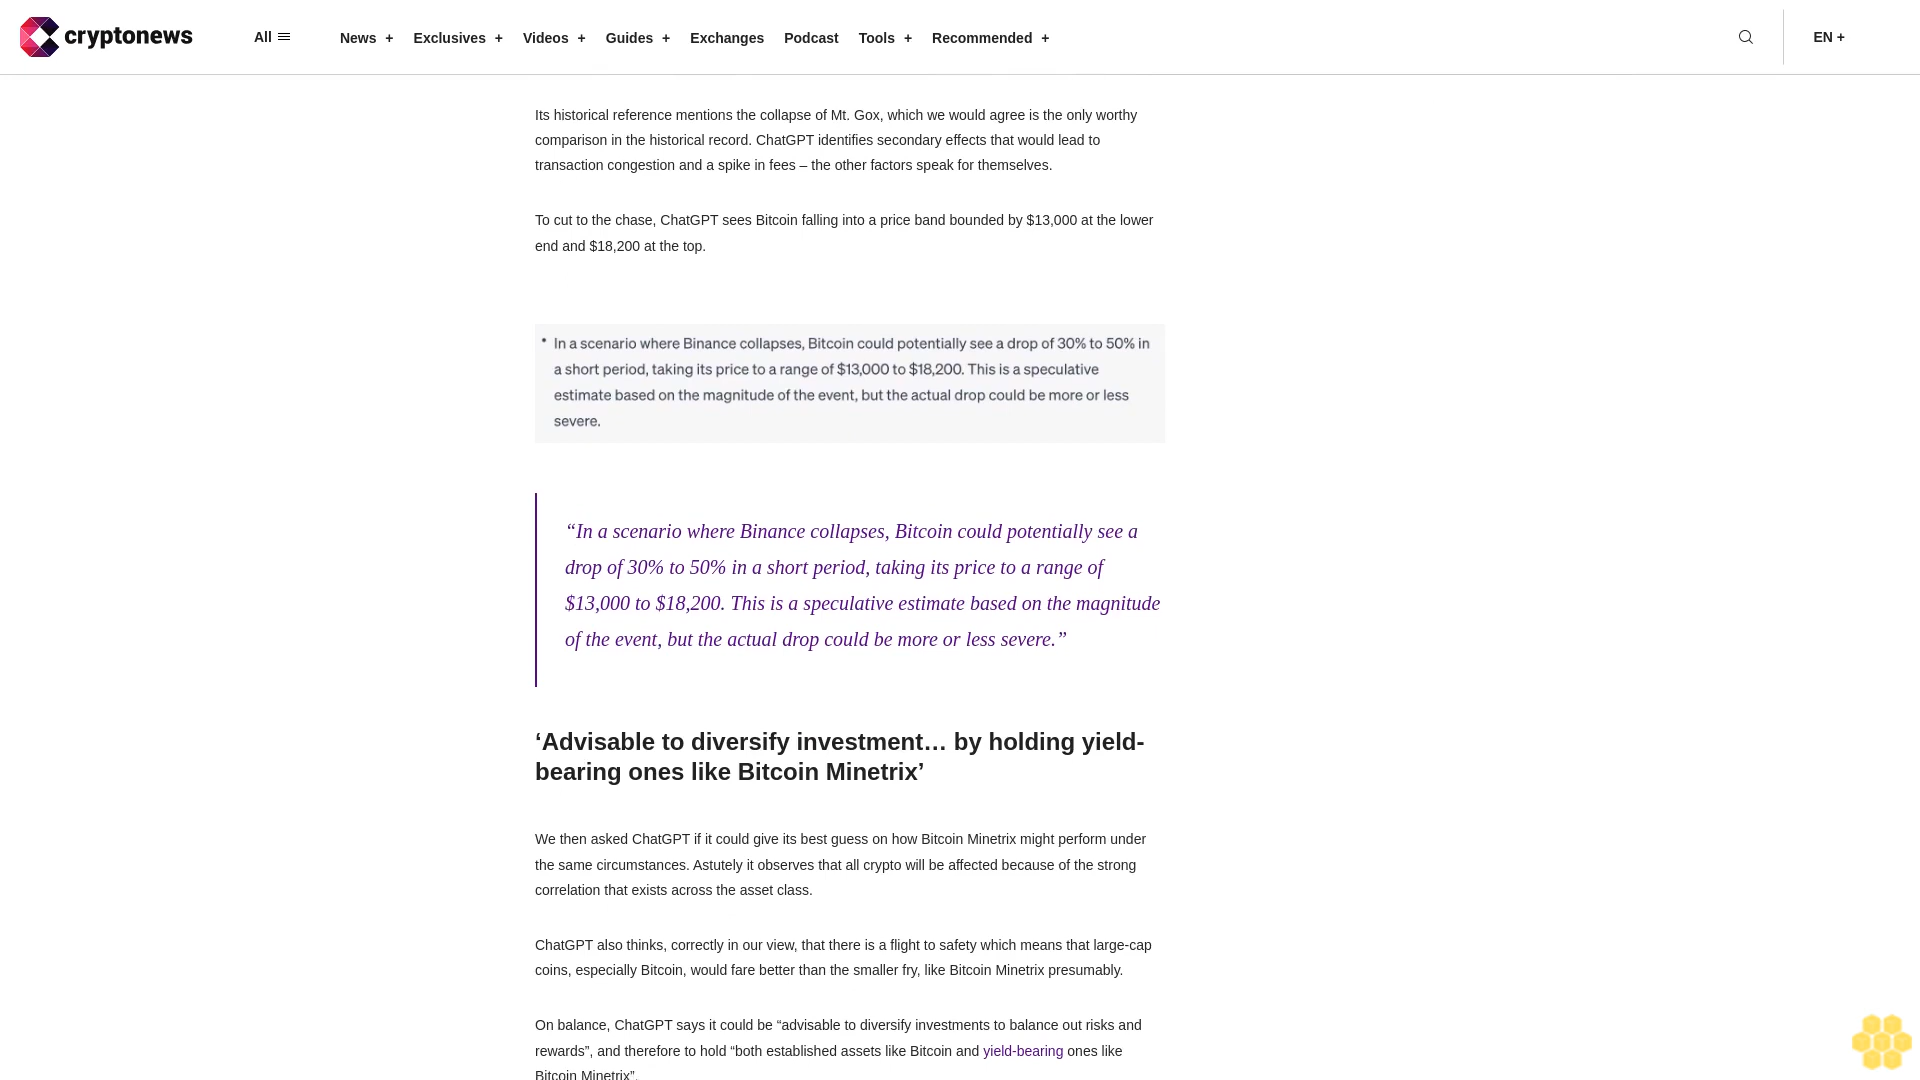 cryptonews
All
News +
Exclusives +
Videos +
Guides +
Exchanges
Podcast
Tools +
Recommended +
EN +
Its historical reference mentions the collapse of Mt. Gox, which we would agree is the only worthy
comparison in the historical record. ChatGPT identifies secondary effects that would lead to
transaction congestion and a spike in fees – the other factors speak for themselves.
To cut to the chase, ChatGPT sees Bitcoin falling into a price band bounded by $13,000 at the lower
end and $18,200 at the top.
• In a scenario where Binance collapses, Bitcoin could potentially see a drop of 30% to 50% in
a short period, taking its price to a range of $13,000 to $18,200. This is a speculative
estimate based on the magnitude of the event, but the actual drop could be more or less
severe.
“In a scenario where Binance collapses, Bitcoin could potentially see a
drop of 30% to 50% in a short period, taking its price to a range of
$13,000 to $18,200. This is a speculative estimate based on the magnitude
of the event, but the actual drop could be more or less severe.”
‘Advisable to diversify investment… by holding yield-
bearing ones like Bitcoin Minetrix’
We then asked ChatGPT if it could give its best guess on how Bitcoin Minetrix might perform under
the same circumstances. Astutely it observes that all crypto will be affected because of the strong
correlation that exists across the asset class.
ChatGPT also thinks, correctly in our view, that there is a flight to safety which means that large-cap
coins, especially Bitcoin, would fare better than the smaller fry, like Bitcoin Minetrix presumably.
On balance, ChatGPT says it could be “advisable to diversify investments to balance out risks and
rewards”, and therefore to hold “both established assets like Bitcoin and yield-bearing ones like
Bitcoin Minetrix”.